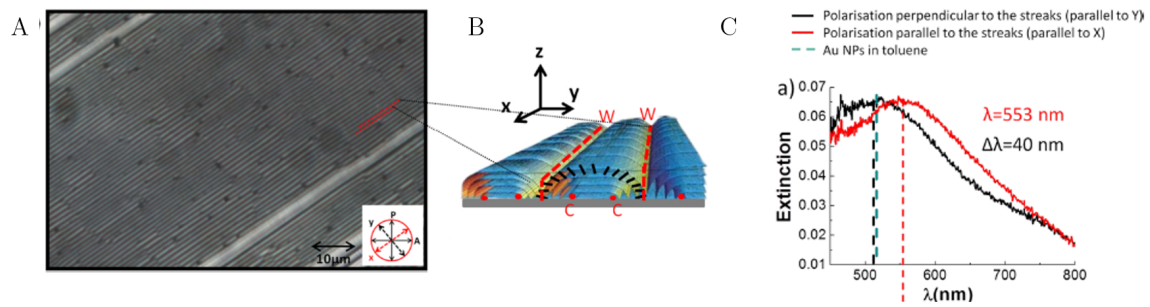 A
10μm
P
A
Y
X
B
z
x
y
W
W
C
C
C
Polarisation perpendicular to the streaks (parallel to Y)
Polarisation parallel to the streaks (parallel to X)
Au NPs in toluene
a)
λ=553 nm
Δλ=40 nm
Extinction
0.07
0.06
0.05
0.04
0.03
0.02
0.01
500
600
700
800
λ(nm)